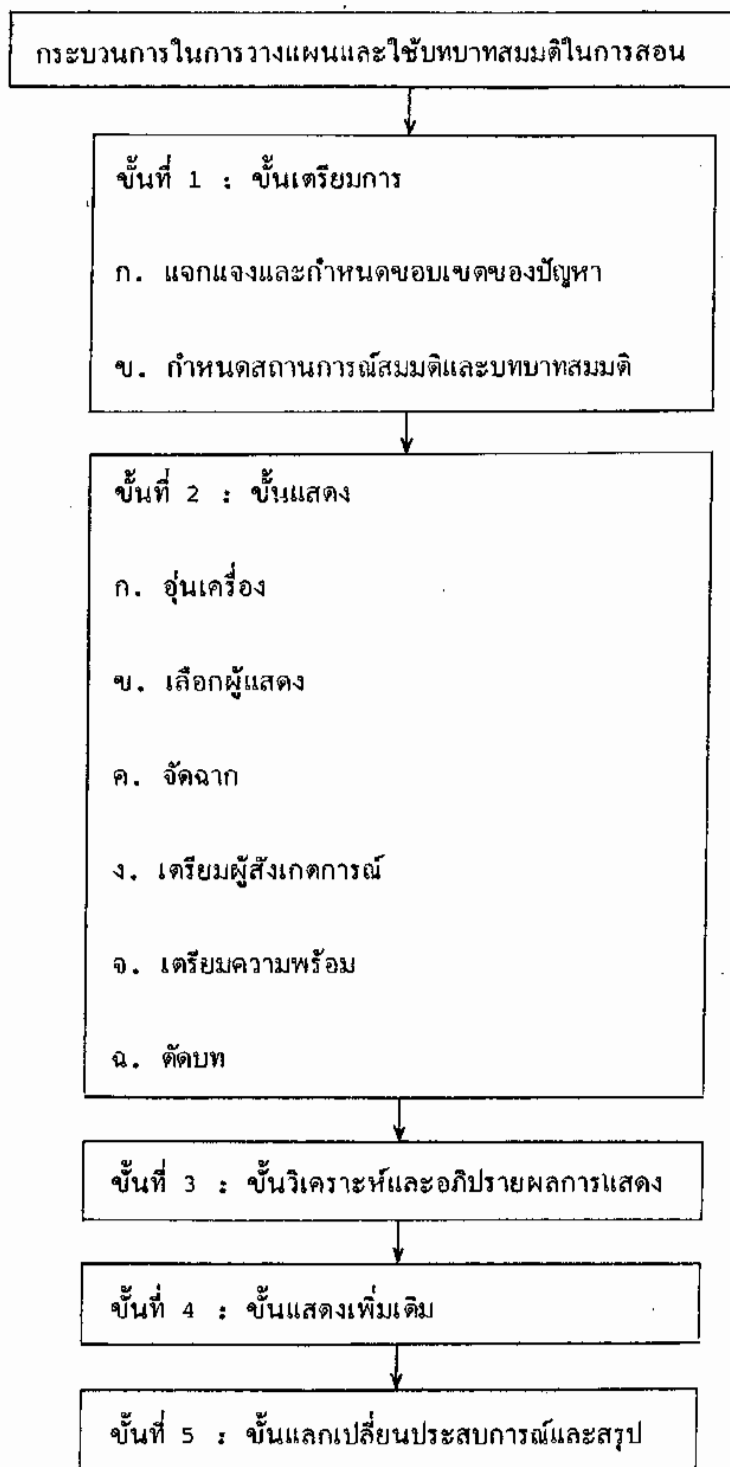 กระบวนการในการวางแผนและใช้บทบาทสมมติในการสอน
ขั้นที่ 1 : ขั้นเตรียมการ
ก. แจกแจงและกำหนดขอบเขตของปัญหา
ข. กำหนดสถานการณ์สมมติและบทบาทสมมติ
ขั้นที่ 2 : ขั้นแสดง
ก. อุ่นเครื่อง
ข. เลือกผู้แสดง
ค. จัดฉาก
ง. เตรียมผู้สังเกตการณ์
จ. เตรียมความพร้อม
ฉ. ตัดบท
ขั้นที่ 3 : ขั้นวิเคราะห์และอภิปรายผลการแสดง
ขั้นที่ 4 : ขั้นแสดงเพิ่มเติม
ขั้นที่ 5 : ขั้นแลกเปลี่ยนประสบการณ์และสรุป